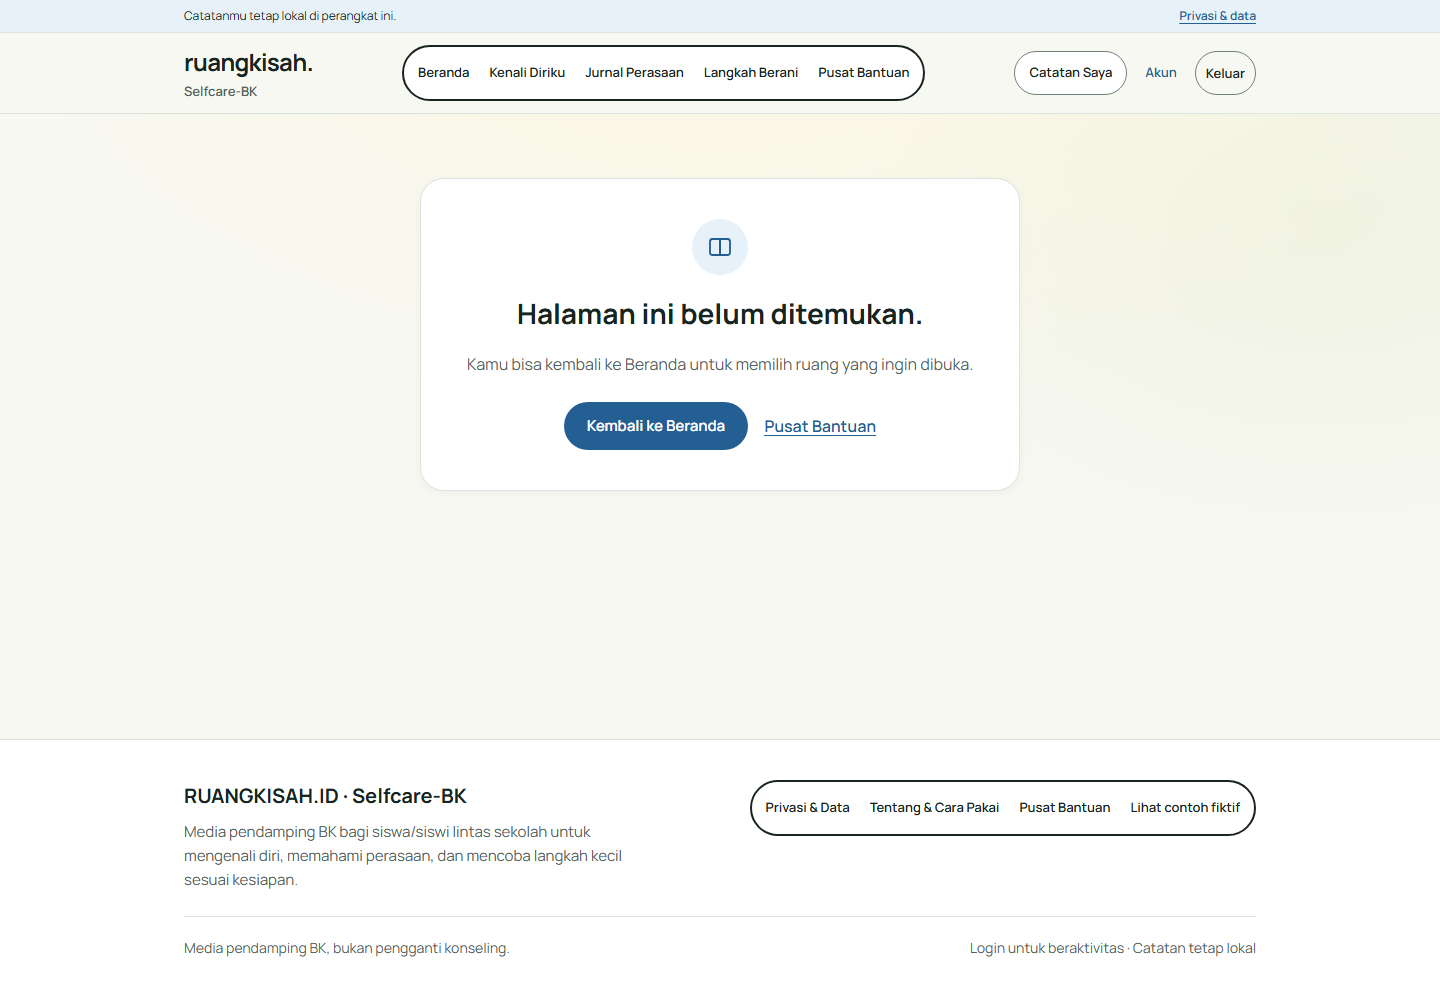 Catatanmu tetap lokal di perangkat ini.
Privasi & data
ruangkisah.
Selfcare-BK
Beranda
Kenali Diriku
Jurnal Perasaan
Langkah Berani
Pusat Bantuan
Catatan Saya
Akun
Keluar
Halaman ini belum ditemukan.
Kamu bisa kembali ke Beranda untuk memilih ruang yang ingin dibuka.
Kembali ke Beranda
Pusat Bantuan
RUANGKISAH.ID · Selfcare-BK
Media pendamping BK bagi siswa/siswi lintas sekolah untuk
mengenali diri, memahami perasaan, dan mencoba langkah kecil
sesuai kesiapan.
Privasi & Data
Tentang & Cara Pakai
Pusat Bantuan
Lihat contoh fiktif
Media pendamping BK, bukan pengganti konseling.
Login untuk beraktivitas · Catatan tetap lokal